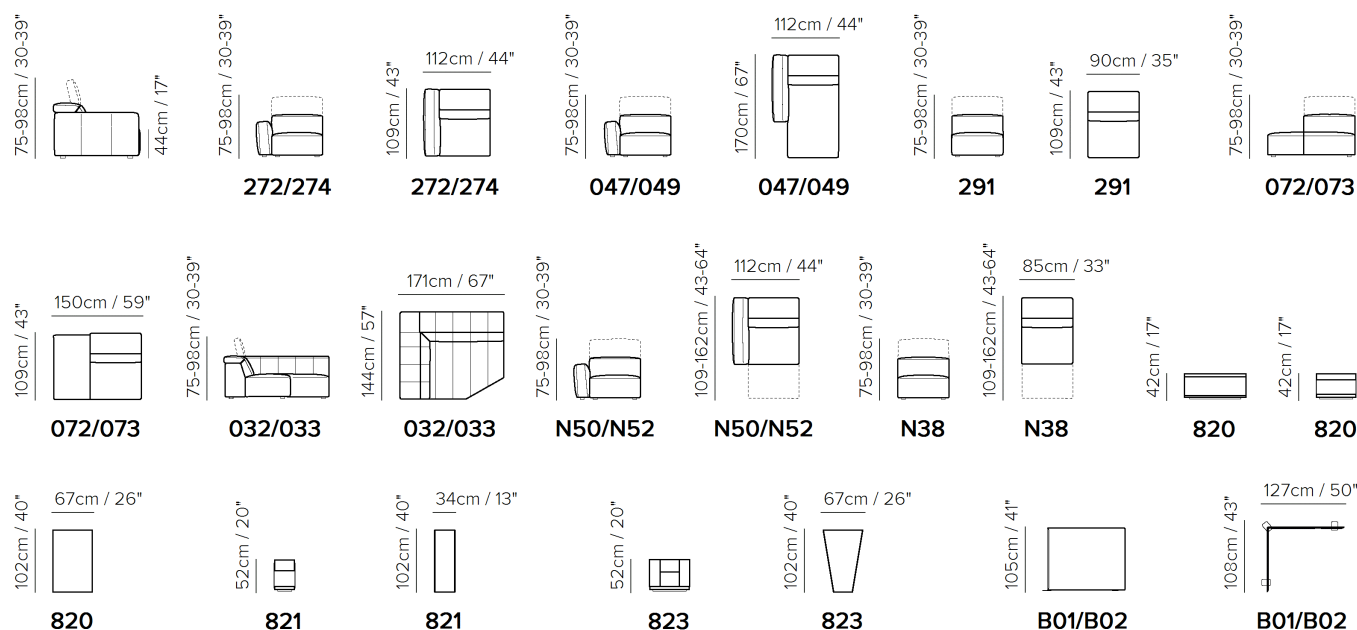 75-98cm / 30-39"
44cm / 17"
75-98cm / 30-39"
272/274
109cm / 43"
112cm / 44"
272/274
75-98cm / 30-39"
047/049
170cm / 67"
112cm / 44"
047/049
75-98cm / 30-39"
291
109cm / 43"
90cm / 35"
291
75-98cm / 30-39"
072/073
109cm / 43"
150cm / 59"
072/073
75-98cm / 30-39"
032/033
144cm / 57"
171cm / 67"
032/033
75-98cm / 30-39"
N50/N52
109-162cm / 43-64"
112cm / 44"
N50/N52
75-98cm / 30-39"
N38
109-162cm / 43-64"
85cm / 33"
N38
42cm / 17"
820
42cm / 17"
820
102cm / 40"
67cm / 26"
820
52cm / 20"
821
102cm / 40"
34cm / 13"
821
52cm / 20"
823
102cm / 40"
67cm / 26"
823
105cm / 41"
B01/B02
108cm / 43"
127cm / 50"
B01/B02